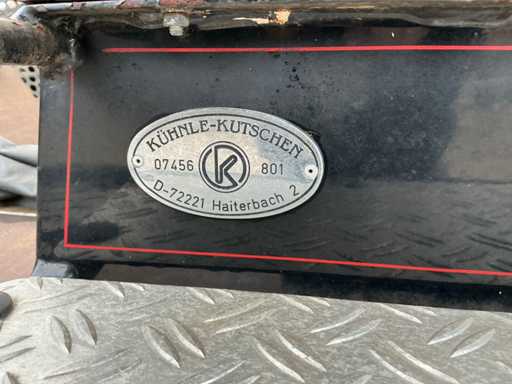 KÜHNLE-KUTSCHEN
07456 K 801
D-72221 Haiterbach 2